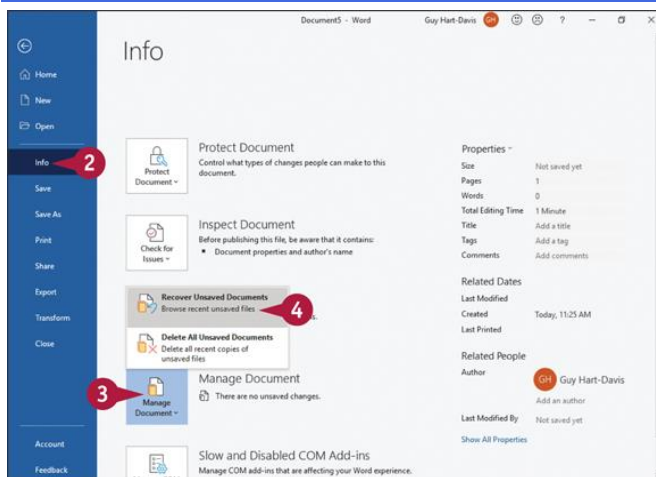 Document5 - Word
Guy Hart-Davis
GH
?
Info
Home
New
Open
Info
2
Save
Save As
Print
Share
Export
Transform
Close
Account
Feedback
Protect
Document
Protect Document
Control what types of changes people can make to this
document.
Check for
Issues
Inspect Document
Before publishing this file, be aware that it contains:
Document properties and author's name
Recover Unsaved Documents
Browse recent unsaved files
4
Delete All Unsaved Documents
Delete all recent copies of
unsaved files
3
Manage
Document
Manage Document
There are no unsaved changes.
Slow and Disabled COM Add-ins
Manage COM add-ins that are affecting your Word experience.
Properties
Size Not saved yet
Pages 1
Words 0
Total Editing Time 1 Minute
Title Add a title
Tags Add a tag
Comments Add comments
Related Dates
Last Modified
Created Today, 11:25 AM
Last Printed
Related People
Author
GH Guy Hart-Davis
Add an author
Last Modified By Not saved yet
Show All Properties